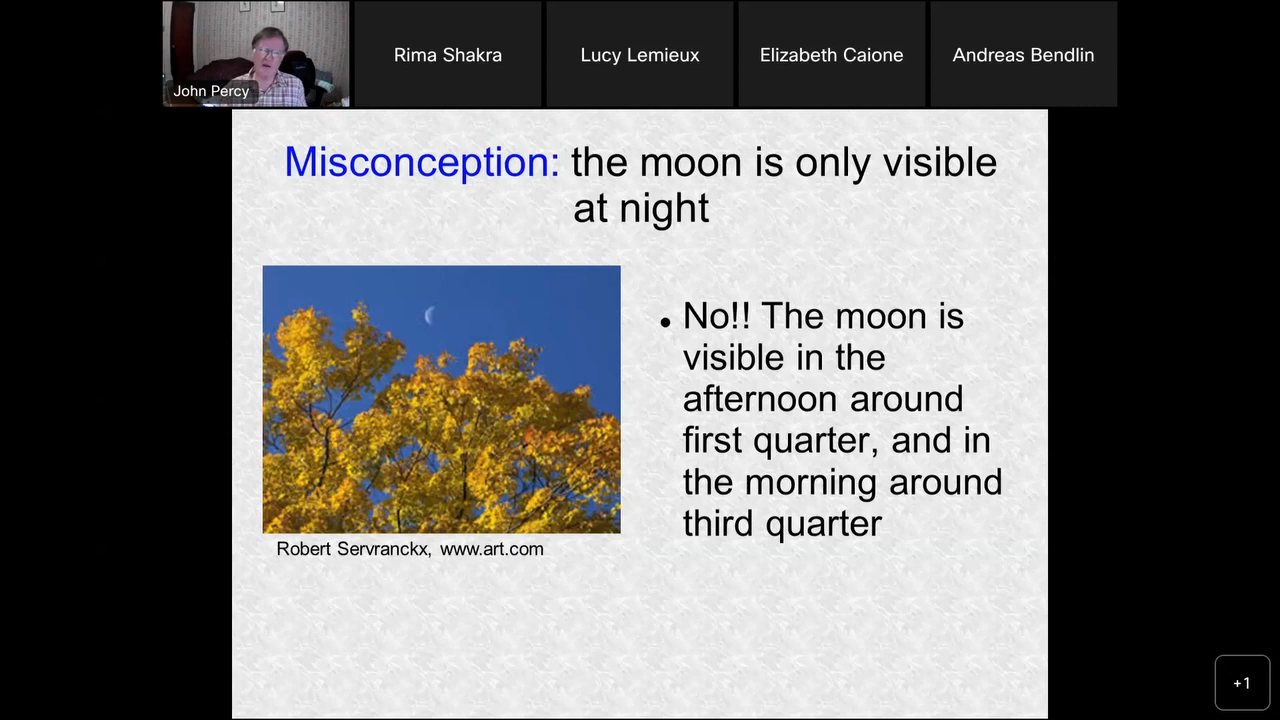 John Percy
Rima Shakra
Lucy Lemieux
Elizabeth Caione
Andreas Bendlin
Misconception: the moon is only visible
at night
• No!! The moon is
visible in the
afternoon around
first quarter, and in
the morning around
third quarter
Robert Servranckx, www.art.com
+1